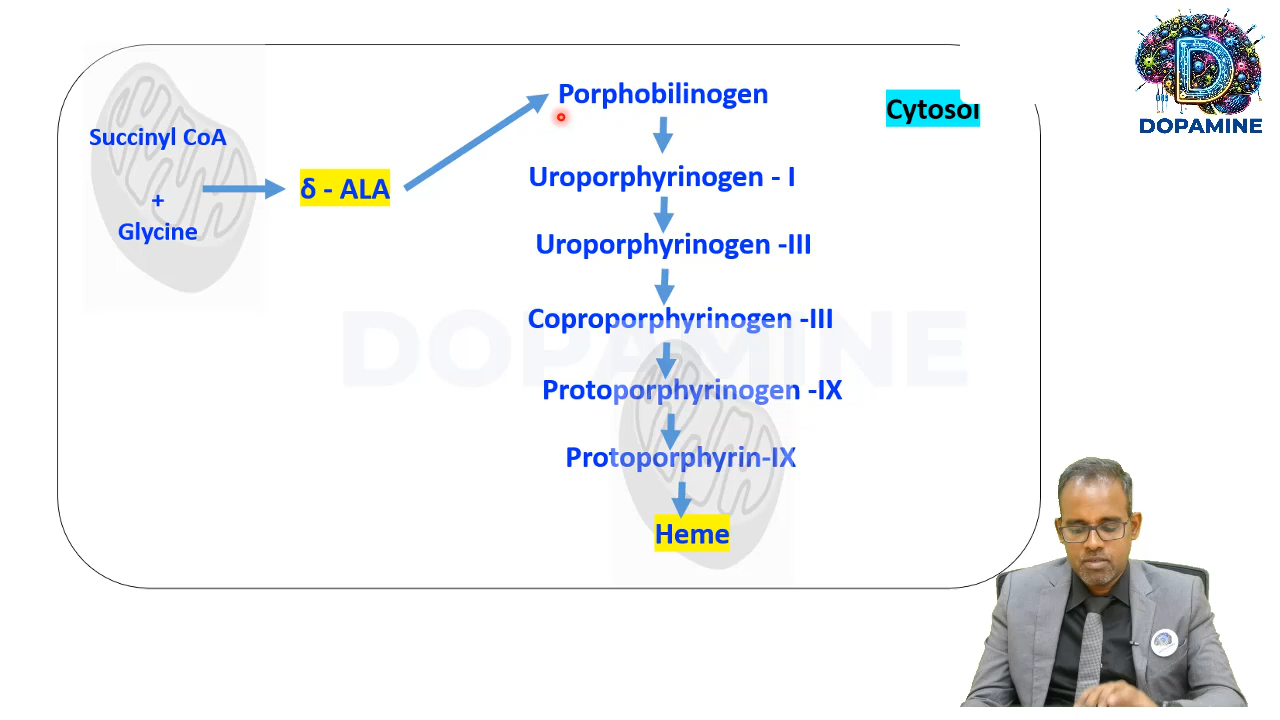 DOPAMINE
Succinyl CoA
+
Glycine
δ - ALA
Porphobilinogen
Cytosol
Uroporphyrinogen - I
Uroporphyrinogen -III
Coproporphyrinogen -III
Protoporphyrinogen -IX
Protoporphyrin-IX
Heme
DOPAMINE